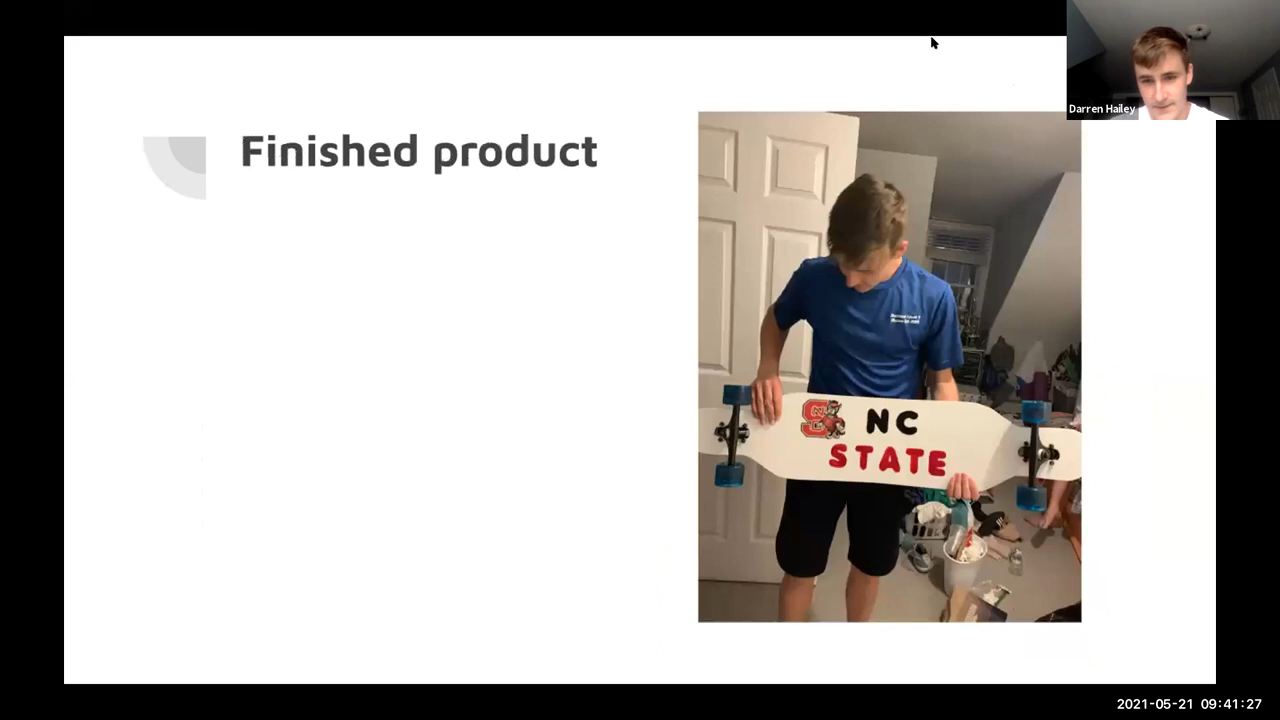 Darren Hailey
Finished product
NC
STATE
2021-05-21 09:41:27